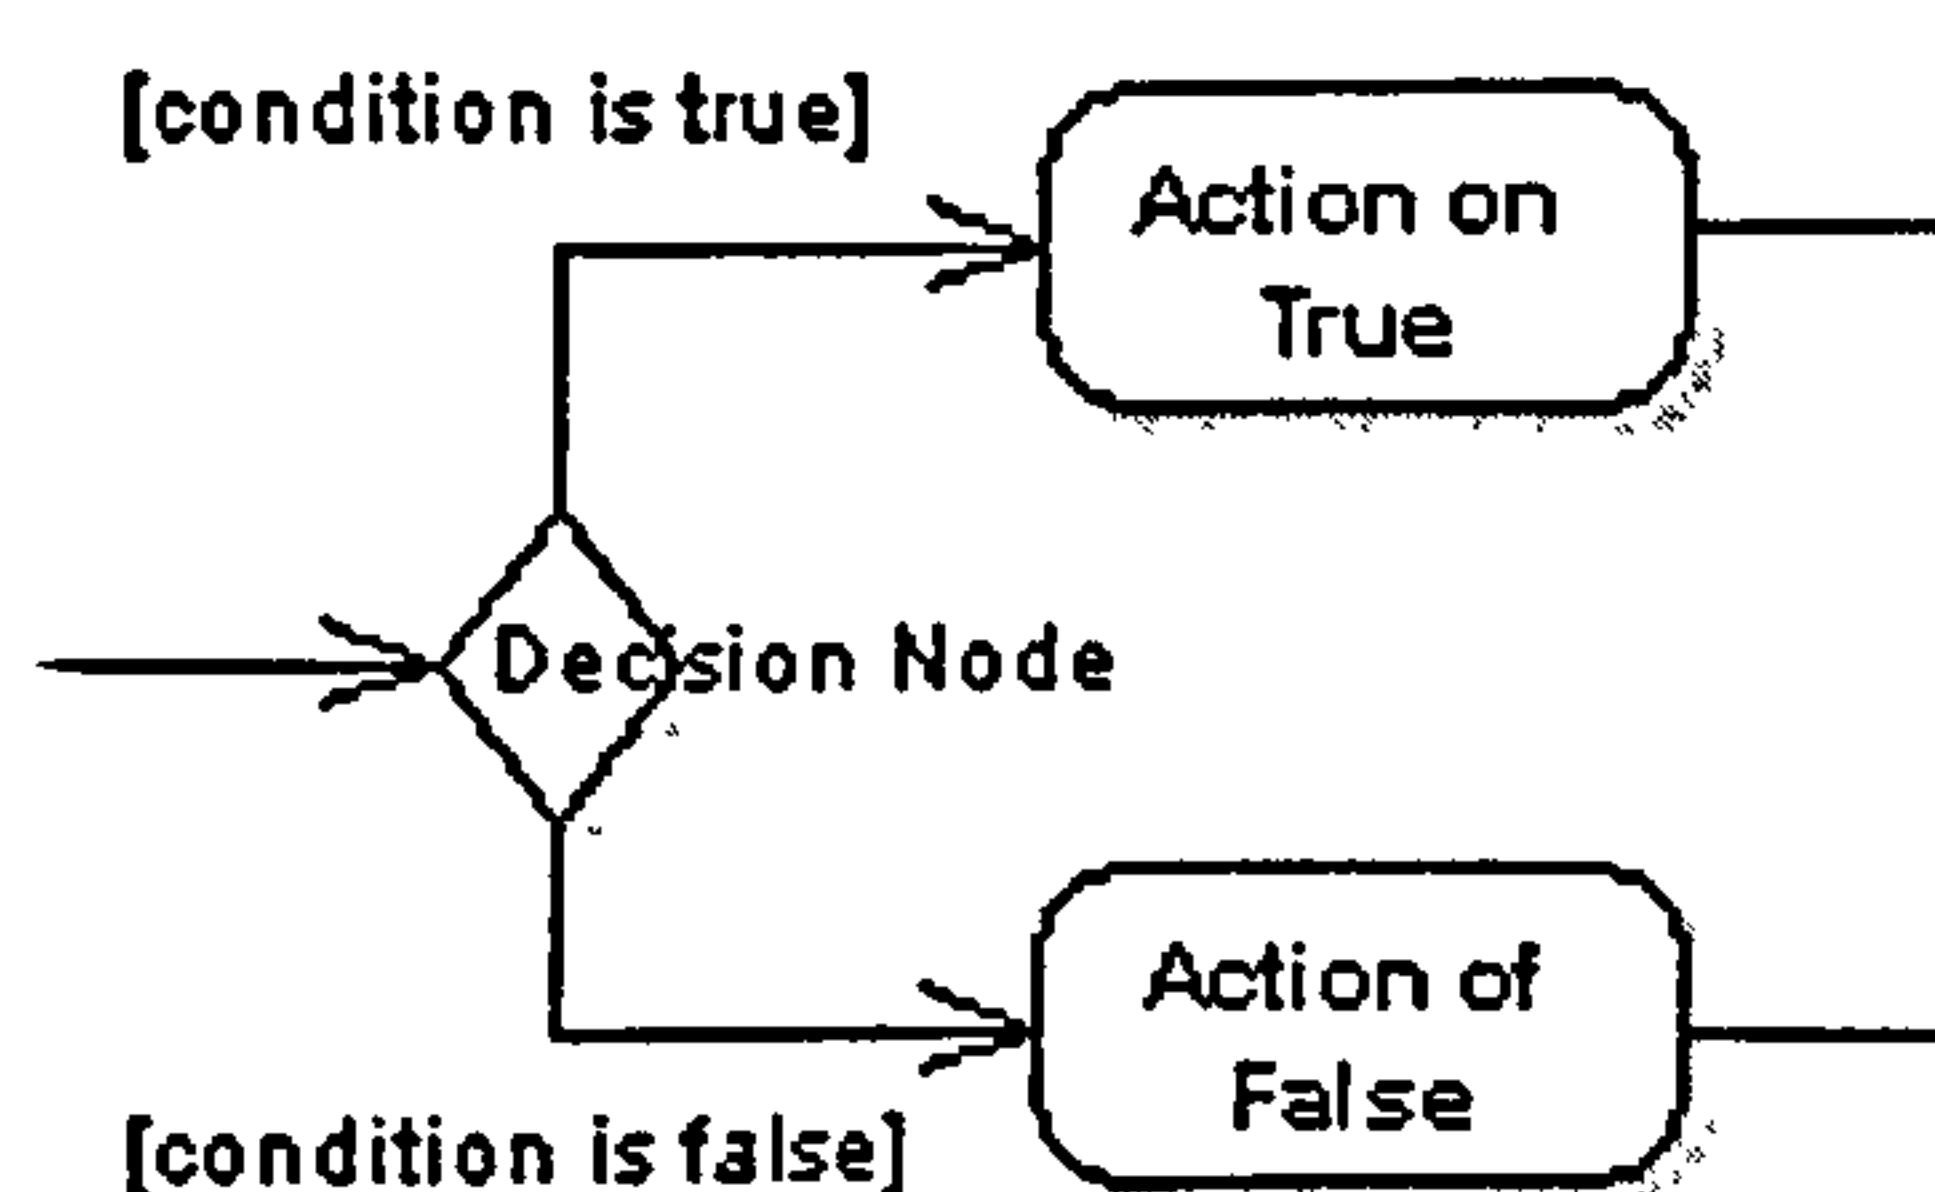 [condition is true]
Action on
True
Decision Node
Action of
False
[condition is false]